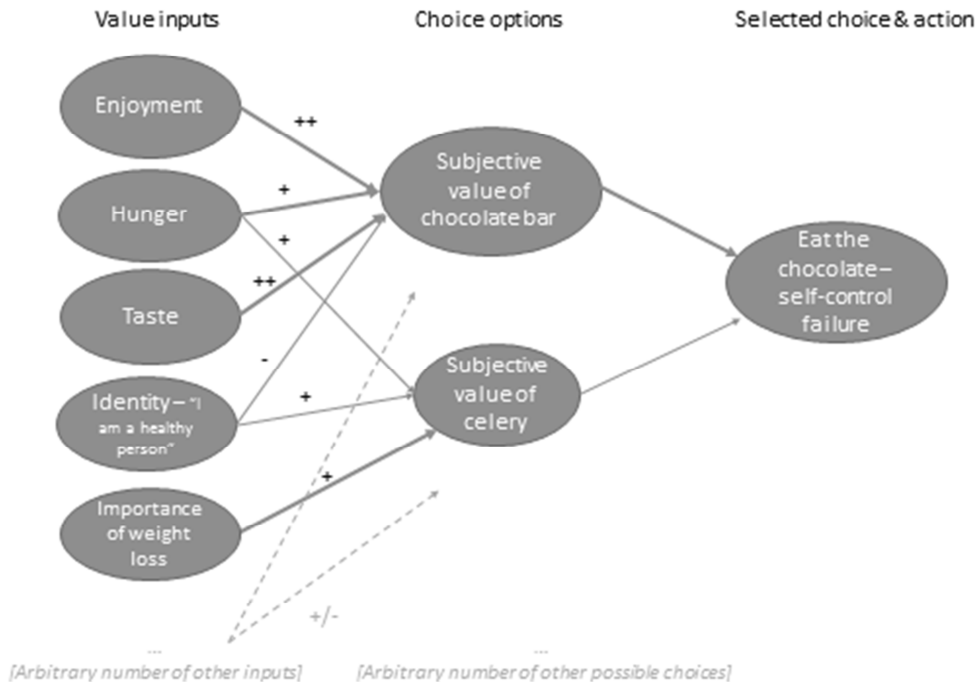 Value inputs
Choice options
Selected choice & action
Enjoyment
Hunger
Taste
Identity – "I
am a healthy
person"
Importance
of weight
loss
++
+
+
++
-
+
+
+/-
Subjective
value of
chocolate bar
Subjective
value of
celery
Eat the
chocolate –
self-control
failure
...
[Arbitrary number of other inputs]
...
[Arbitrary number of other possible choices]